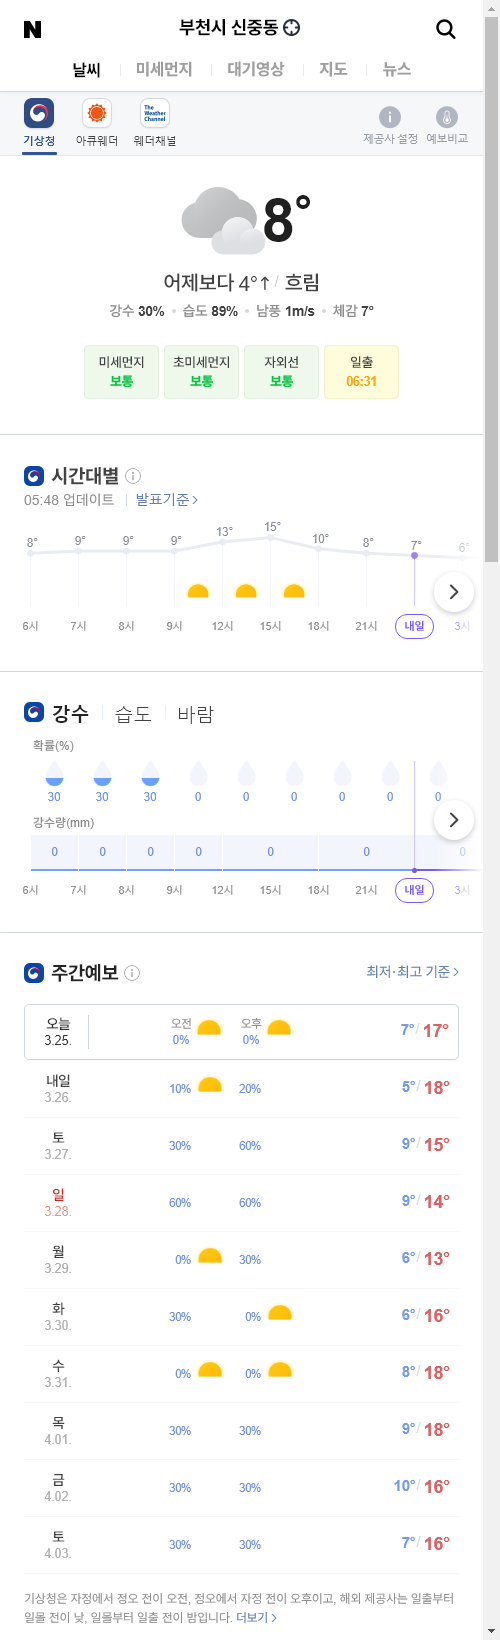 N
부천시 신중동
날씨 미세먼지 대기영상 지도 뉴스
The Weather Channel
기상청 아큐웨더 웨더채널 제공사 설정 예보비교
8°
어제보다 4°↑ / 흐림
강수 30% • 습도 89% • 남풍 1m/s • 체감 7°
미세먼지 초미세먼지 자외선 일출
보통 보통 보통 06:31
시간대별
05:48 업데이트 발표기준 >
8° 9° 9° 9° 13° 15° 10° 8° 7° 6°
6시 7시 8시 9시 12시 15시 18시 21시 내일 3시
강수 습도 바람
확률(%)
30 30 30 0 0 0 0 0 0
강수량(mm)
0 0 0 0 0 0 0
6시 7시 8시 9시 12시 15시 18시 21시 내일 3시
주간예보 최저·최고 기준 >
오늘 오전 오후
3.25. 0% 0% 7° / 17°
내일
3.26. 10% 20% 5° / 18°
토
3.27. 30% 60% 9° / 15°
일
3.28. 60% 60% 9° / 14°
월
3.29. 0% 30% 6° / 13°
화
3.30. 30% 0% 6° / 16°
수
3.31. 0% 0% 8° / 18°
목
4.01. 30% 30% 9° / 18°
금
4.02. 30% 30% 10° / 16°
토
4.03. 30% 30% 7° / 16°
기상청은 자정에서 정오 전이 오전, 정오에서 자정 전이 오후이고, 해외 제공사는 일출부터
일몰 전이 낮, 일몰부터 일출 전이 밤입니다. 더보기 >